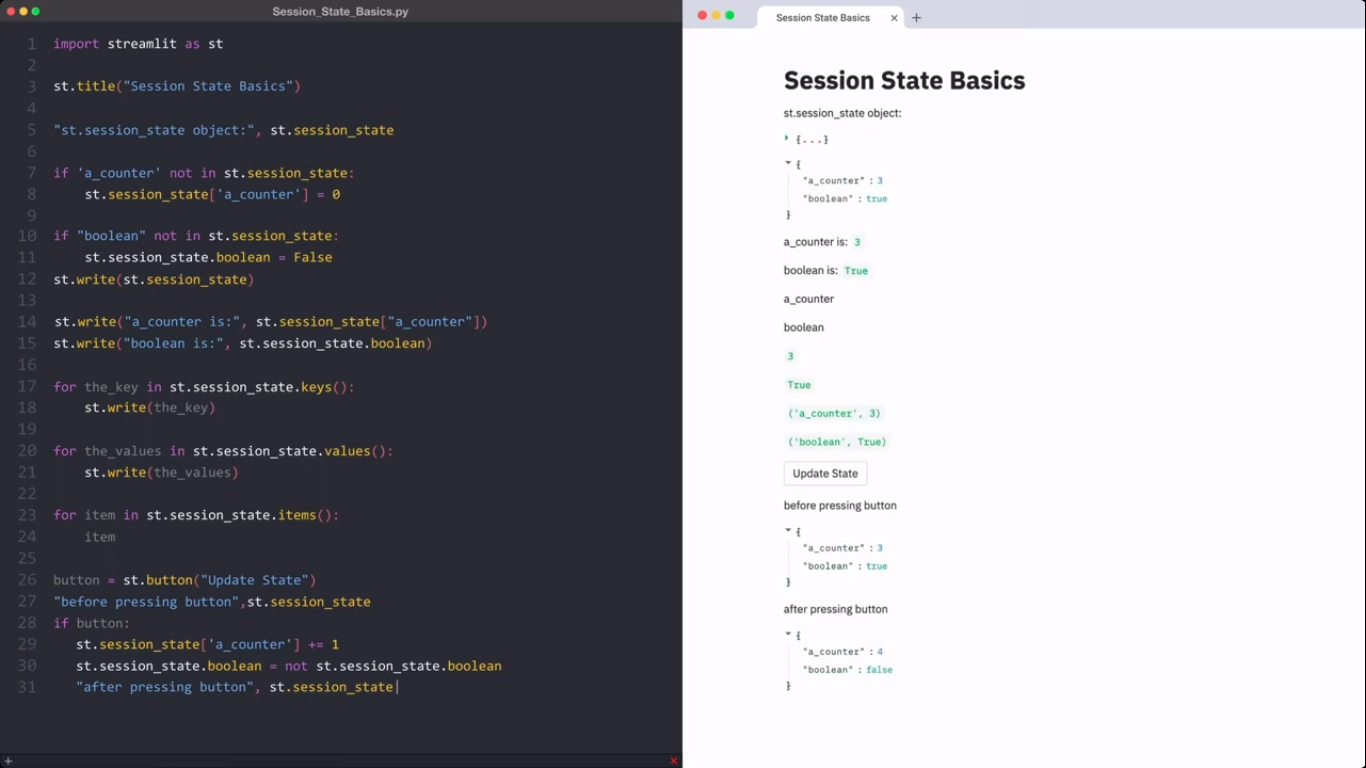 Session_State_Basics.py
1 import streamlit as st
2
3 st.title("Session State Basics")
4
5 "st.session_state object:", st.session_state
6
7 if 'a_counter' not in st.session_state:
8     st.session_state['a_counter'] = 0
9
10 if "boolean" not in st.session_state:
11     st.session_state.boolean = False
12 st.write(st.session_state)
13
14 st.write("a_counter is:", st.session_state["a_counter"])
15 st.write("boolean is:", st.session_state.boolean)
16
17 for the_key in st.session_state.keys():
18     st.write(the_key)
19
20 for the_values in st.session_state.values():
21     st.write(the_values)
22
23 for item in st.session_state.items():
24     item
25
26 button = st.button("Update State")
27 "before pressing button",st.session_state
28 if button:
29    st.session_state['a_counter'] += 1
30    st.session_state.boolean = not st.session_state.boolean
31    "after pressing button", st.session_state
Session State Basics
Session State Basics
st.session_state object:
{...}
{
"a_counter" : 3
"boolean" : true
}
a_counter is: 3
boolean is: True
a_counter
boolean
3
True
('a_counter', 3)
('boolean', True)
Update State
before pressing button
{
"a_counter" : 3
"boolean" : true
}
after pressing button
{
"a_counter" : 4
"boolean" : false
}